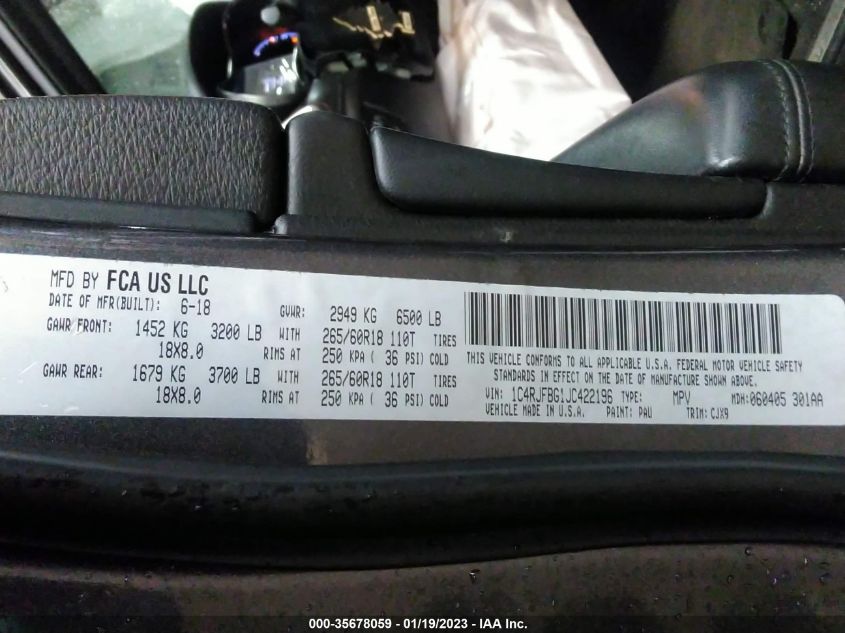 MFD BY FCA US LLC
DATE OF MFR(BUILT): 6-18 GVWR: 2949 KG 6500 LB
GAWR FRONT: 1452 KG 3200 LB WITH 265/60R18 110T TIRES
18X8.0 RIMS AT 250 KPA ( 36 PSI) COLD
GAWR REAR: 1679 KG 3700 LB WITH 265/60R18 110T TIRES
18X8.0 RIMS AT 250 KPA ( 36 PSI) COLD
THIS VEHICLE CONFORMS TO ALL APPLICABLE U.S.A. FEDERAL MOTOR VEHICLE SAFETY
STANDARDS IN EFFECT ON THE DATE OF MANUFACTURE SHOWN ABOVE.
VIN: 1C4RJFBG1JC422196 TYPE: MPV MDH: 060405 301AA
VEHICLE MADE IN U.S.A. PAINT: PAU TRIM: CJX9
000-35678059 - 01/19/2023 - IAA Inc.